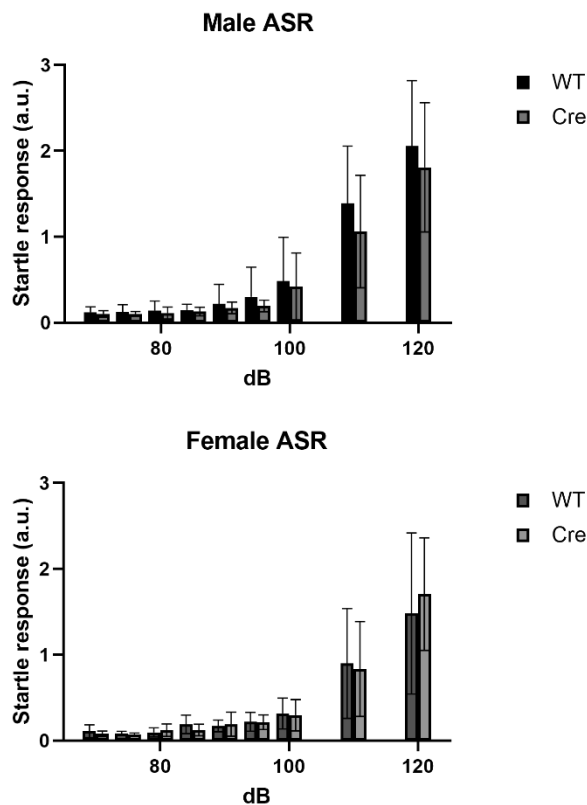 Male ASR
Startle response (a.u.)
3
2
1
0
80
100
120
dB
WT
Cre
Female ASR
Startle response (a.u.)
3
2
1
0
80
100
120
dB
WT
Cre